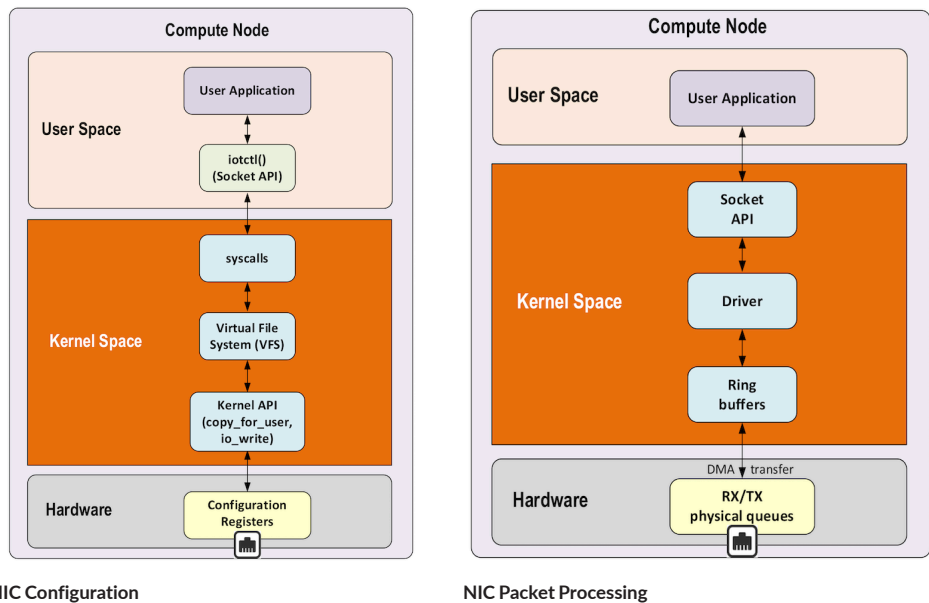 Compute Node
User Application
User Space
iotctl()
(Socket API)
syscalls
Kernel Space
Virtual File
System (VFS)
Kernel API
(copy_for_user,
io_write)
Hardware
Configuration
Registers
NIC Configuration
Compute Node
User Space
User Application
Socket
API
Kernel Space
Driver
Ring
buffers
DMA transfer
Hardware
RX/TX
physical queues
NIC Packet Processing